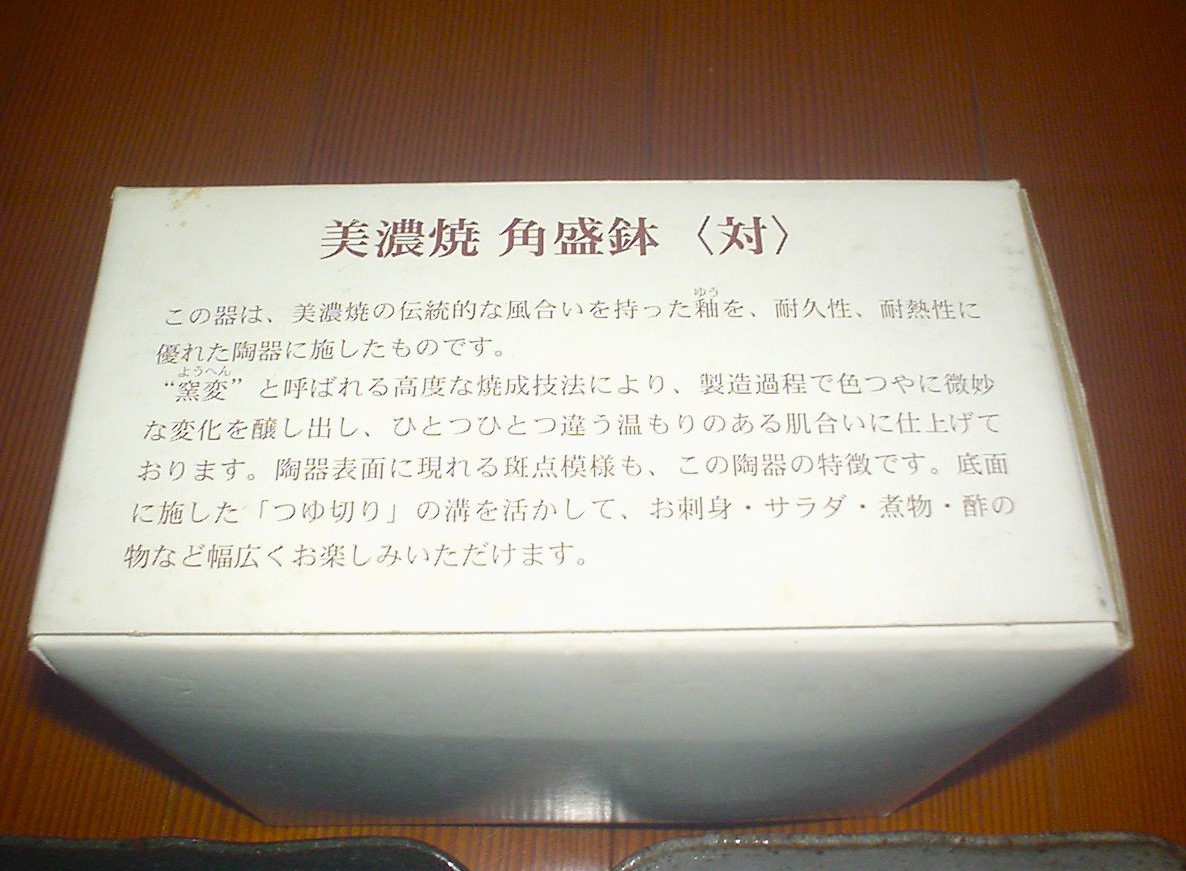 美濃焼 角盛鉢〈対〉
この器は、美濃焼の伝統的な風合いを持った釉を、耐久性、耐熱性に
優れた陶器に施したものです。
“窯変”と呼ばれる高度な焼成技法により、製造過程で色つやに微妙
な変化を醸し出し、ひとつひとつ違う温もりのある肌合いに仕上げて
おります。陶器表面に現れる斑点模様も、この陶器の特徴です。底面
に施した「つゆ切り」の溝を活かして、お刺身・サラダ・煮物・酢の
物など幅広くお楽しみいただけます。
ゆう
ようへん